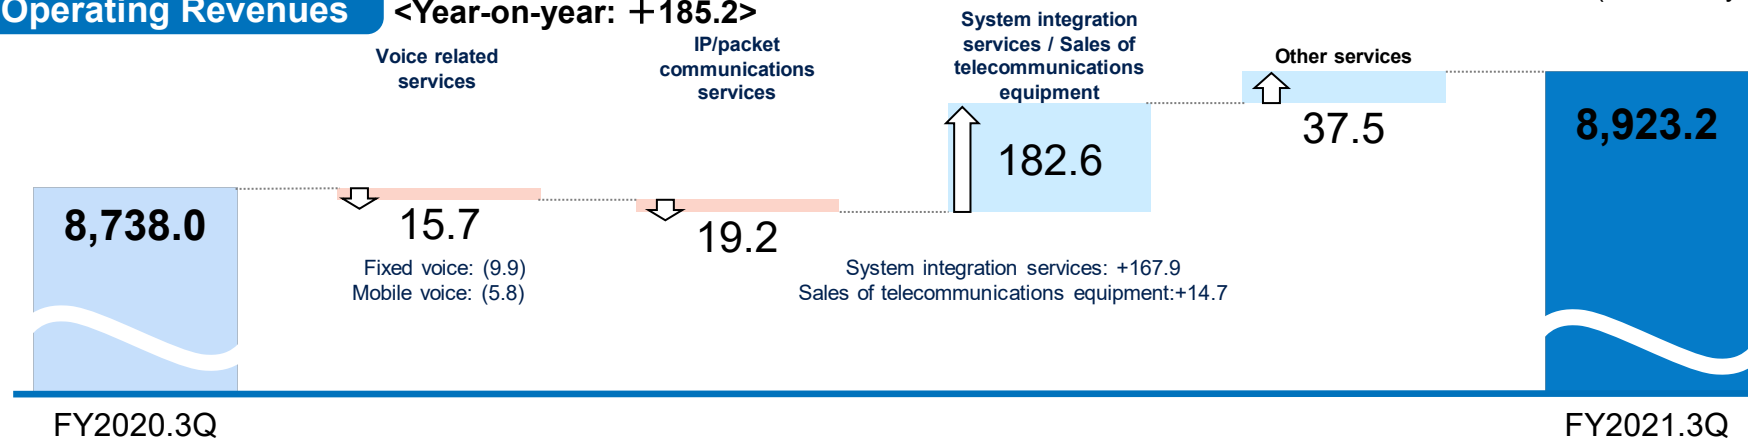 Operating Revenues
<Year-on-year: +185.2>
Voice related
services
IP/packet
communications
services
System integration
services / Sales of
telecommunications
equipment
Other services
8,738.0
15.7
19.2
182.6
37.5
8,923.2
Fixed voice: (9.9)
Mobile voice: (5.8)
System integration services: +167.9
Sales of telecommunications equipment:+14.7
FY2020.3Q
FY2021.3Q